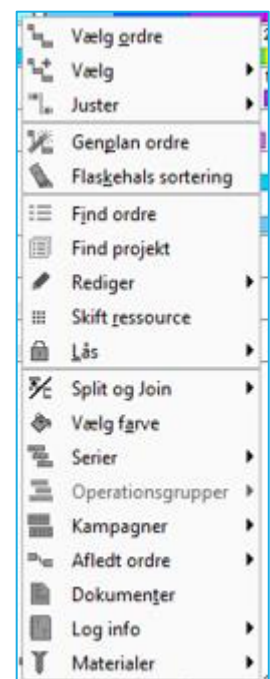 Vælg ordre
Vælg
Juster
Genplan ordre
Flaskehals sortering
Find ordre
Find projekt
Rediger
Skift ressource
Lås
Split og Join
Vælg farve
Serier
Operationsgrupper
Kampagner
Afledt ordre
Dokumenter
Log info
Materialer